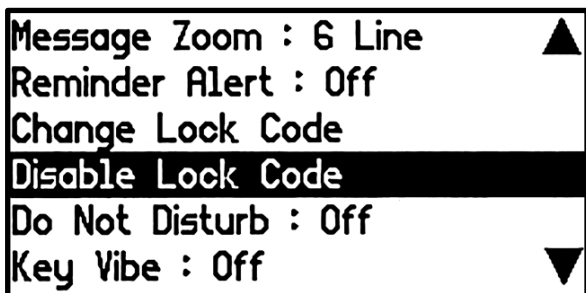 Message Zoom : 6 Line
Reminder Alert : Off
Change Lock Code
Disable Lock Code
Do Not Disturb : Off
Key Vibe : Off